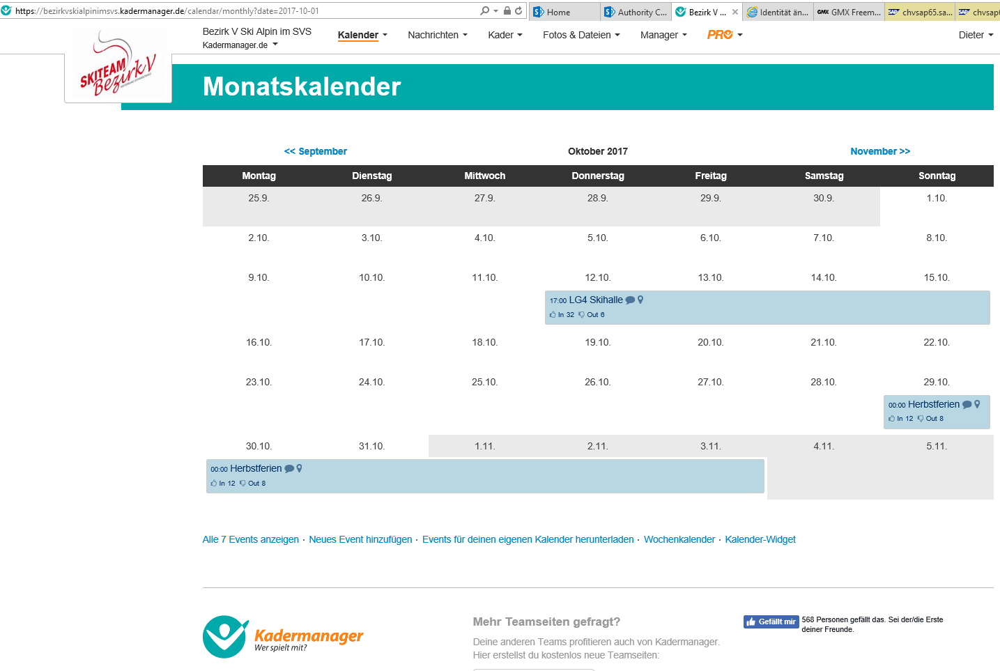 https://bezirkvskialpinimsvs.kadermanager.de/calendar/monthly?date=2017-10-01
Home
Authority C...
Bezirk V ...
Identität än...
GMX Freem...
chvsap65.sa...
chvsap6
SKITEAM
Bezirk V
Bezirk V Ski Alpin im SVS
Kadermanager.de
Kalender
Nachrichten
Kader
Fotos & Dateien
Manager
PRO
Dieter
Monatskalender
<< September
Oktober 2017
November >>
Montag Dienstag Mittwoch Donnerstag Freitag Samstag Sonntag
25.9. 26.9. 27.9. 28.9. 29.9. 30.9. 1.10.
2.10. 3.10. 4.10. 5.10. 6.10. 7.10. 8.10.
9.10. 10.10. 11.10. 12.10. 13.10. 14.10. 15.10.
17:00 LG4 Skihalle
In 32 Out 6
16.10. 17.10. 18.10. 19.10. 20.10. 21.10. 22.10.
23.10. 24.10. 25.10. 26.10. 27.10. 28.10. 29.10.
00:00 Herbstferien
In 12 Out 8
30.10. 31.10. 1.11. 2.11. 3.11. 4.11. 5.11.
00:00 Herbstferien
In 12 Out 8
Alle 7 Events anzeigen · Neues Event hinzufügen · Events für deinen eigenen Kalender herunterladen · Wochenkalender · Kalender-Widget
Kadermanager
Wer spielt mit?
Mehr Teamseiten gefragt?
Deine anderen Teams profitieren auch von Kadermanager.
Hier erstellst du kostenlos neue Teamseiten:
Gefällt mir
568 Personen gefällt das. Sei der/die Erste
deiner Freunde.